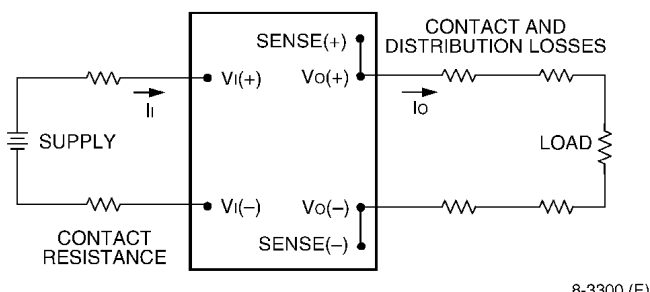 CONTACT AND
DISTRIBUTION LOSSES
SENSE(+)
VI(+)
VO(+)
II
IO
SUPPLY
LOAD
VI(–)
VO(–)
CONTACT
RESISTANCE
SENSE(–)
8-3300 (F)